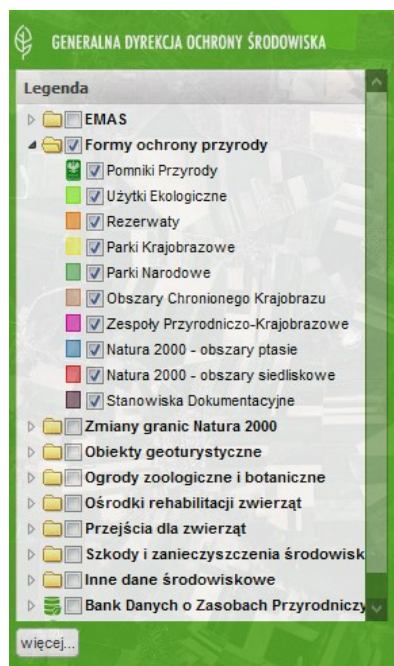 GENERALNA DYREKCJA OCHRONY ŚRODOWISKA
Legenda
EMAS
Formy ochrony przyrody
Pomniki Przyrody
Użytki Ekologiczne
Rezerwaty
Parki Krajobrazowe
Parki Narodowe
Obszary Chronionego Krajobrazu
Zespoły Przyrodniczo-Krajobrazowe
Natura 2000 - obszary ptasie
Natura 2000 - obszary siedliskowe
Stanowiska Dokumentacyjne
Zmiany granic Natura 2000
Obiekty geoturystyczne
Ogrody zoologiczne i botaniczne
Ośrodki rehabilitacji zwierząt
Przejścia dla zwierząt
Szkody i zanieczyszczenia środowisk
Inne dane środowiskowe
Bank Danych o Zasobach Przyrodniczy
więcej...